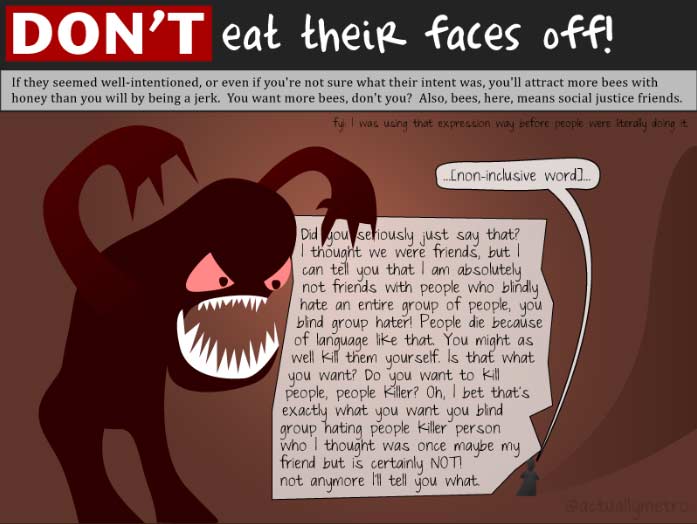 DON'T eat their faces off!
If they seemed well-intentioned, or even if you're not sure what their intent was, you'll attract more bees with
honey than you will by being a jerk. You want more bees, don't you? Also, bees, here, means social justice friends.
fyi: I was using that expression way before people were literally doing it.
...[non-inclusive word]...
Did you seriously just say that?
I thought we were friends, but I
can tell you that I am absolutely
not friends with people who blindly
hate an entire group of people, you
blind group hater! People die because
of language like that. You might as
well kill them yourself. Is that what
you want? Do you want to kill
people, people killer? Oh, I bet that's
exactly what you want you blind
group hating people killer person
who I thought was once maybe my
friend but is certainly NOT!
not anymore I'll tell you what.
@actuallymetro